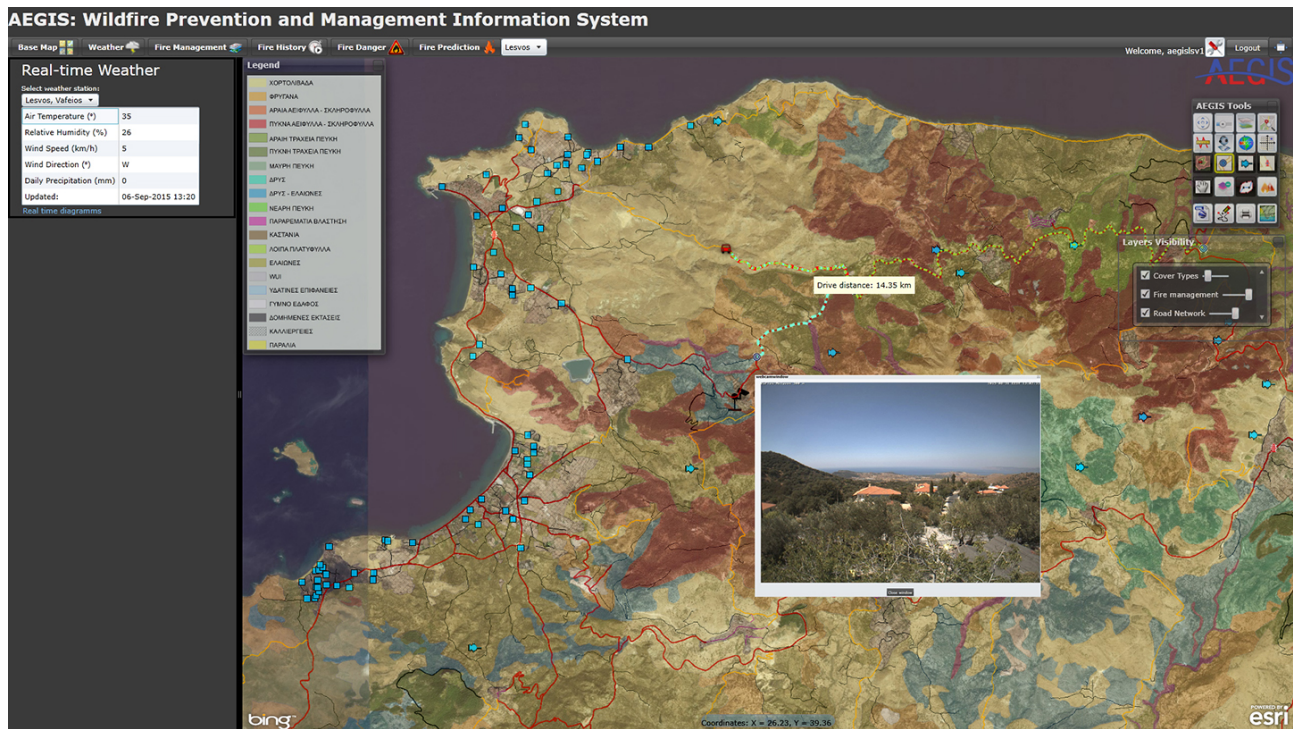 AEGIS: Wildfire Prevention and Management Information System
Base Map Weather Fire Management Fire History Fire Danger Fire Prediction Lesvos
Welcome, aegislsv1 Logout
Real-time Weather
Select weather station:
Lesvos, Vafeios
Air Temperature (°) 35
Relative Humidity (%) 26
Wind Speed (km/h) 5
Wind Direction (°) W
Daily Precipitation (mm) 0
Updated: 06-Sep-2015 13:20
Real time diagramms
Legend
ΧΟΡΤΟΛΙΒΑΔΑ
ΦΡΥΓΑΝΑ
ΑΡΑΙΑ ΑΕΙΦΥΛΛΑ - ΣΚΛΗΡΟΦΥΛΛΑ
ΠΥΚΝΑ ΑΕΙΦΥΛΛΑ - ΣΚΛΗΡΟΦΥΛΛΑ
ΑΡΑΙΗ ΤΡΑΧΕΙΑ ΠΕΥΚΗ
ΠΥΚΝΗ ΤΡΑΧΕΙΑ ΠΕΥΚΗ
ΜΑΥΡΗ ΠΕΥΚΗ
ΔΡΥΣ
ΔΡΥΣ - ΕΛΑΙΩΝΕΣ
ΝΕΑΡΗ ΠΕΥΚΗ
ΠΑΡΑΡΕΜΑΤΙΑ ΒΛΑΣΤΗΣΗ
ΚΑΣΤΑΝΙΑ
ΛΟΙΠΑ ΠΛΑΤΥΦΥΛΛΑ
ΕΛΑΙΩΝΕΣ
WUI
ΥΔΑΤΙΝΕΣ ΕΠΙΦΑΝΕΙΕΣ
ΓΥΜΝΟ ΕΔΑΦΟΣ
ΔΟΜΗΜΕΝΕΣ ΕΚΤΑΣΕΙΣ
ΚΑΛΛΙΕΡΓΕΙΕΣ
ΠΑΡΑΛΙΑ
AEGIS
AEGIS Tools
Layers Visibility
Cover Types
Fire management
Road Network
Drive distance: 14.35 km
Close window
bing
Coordinates: X = 26.23, Y = 39.36
POWERED BY
esri